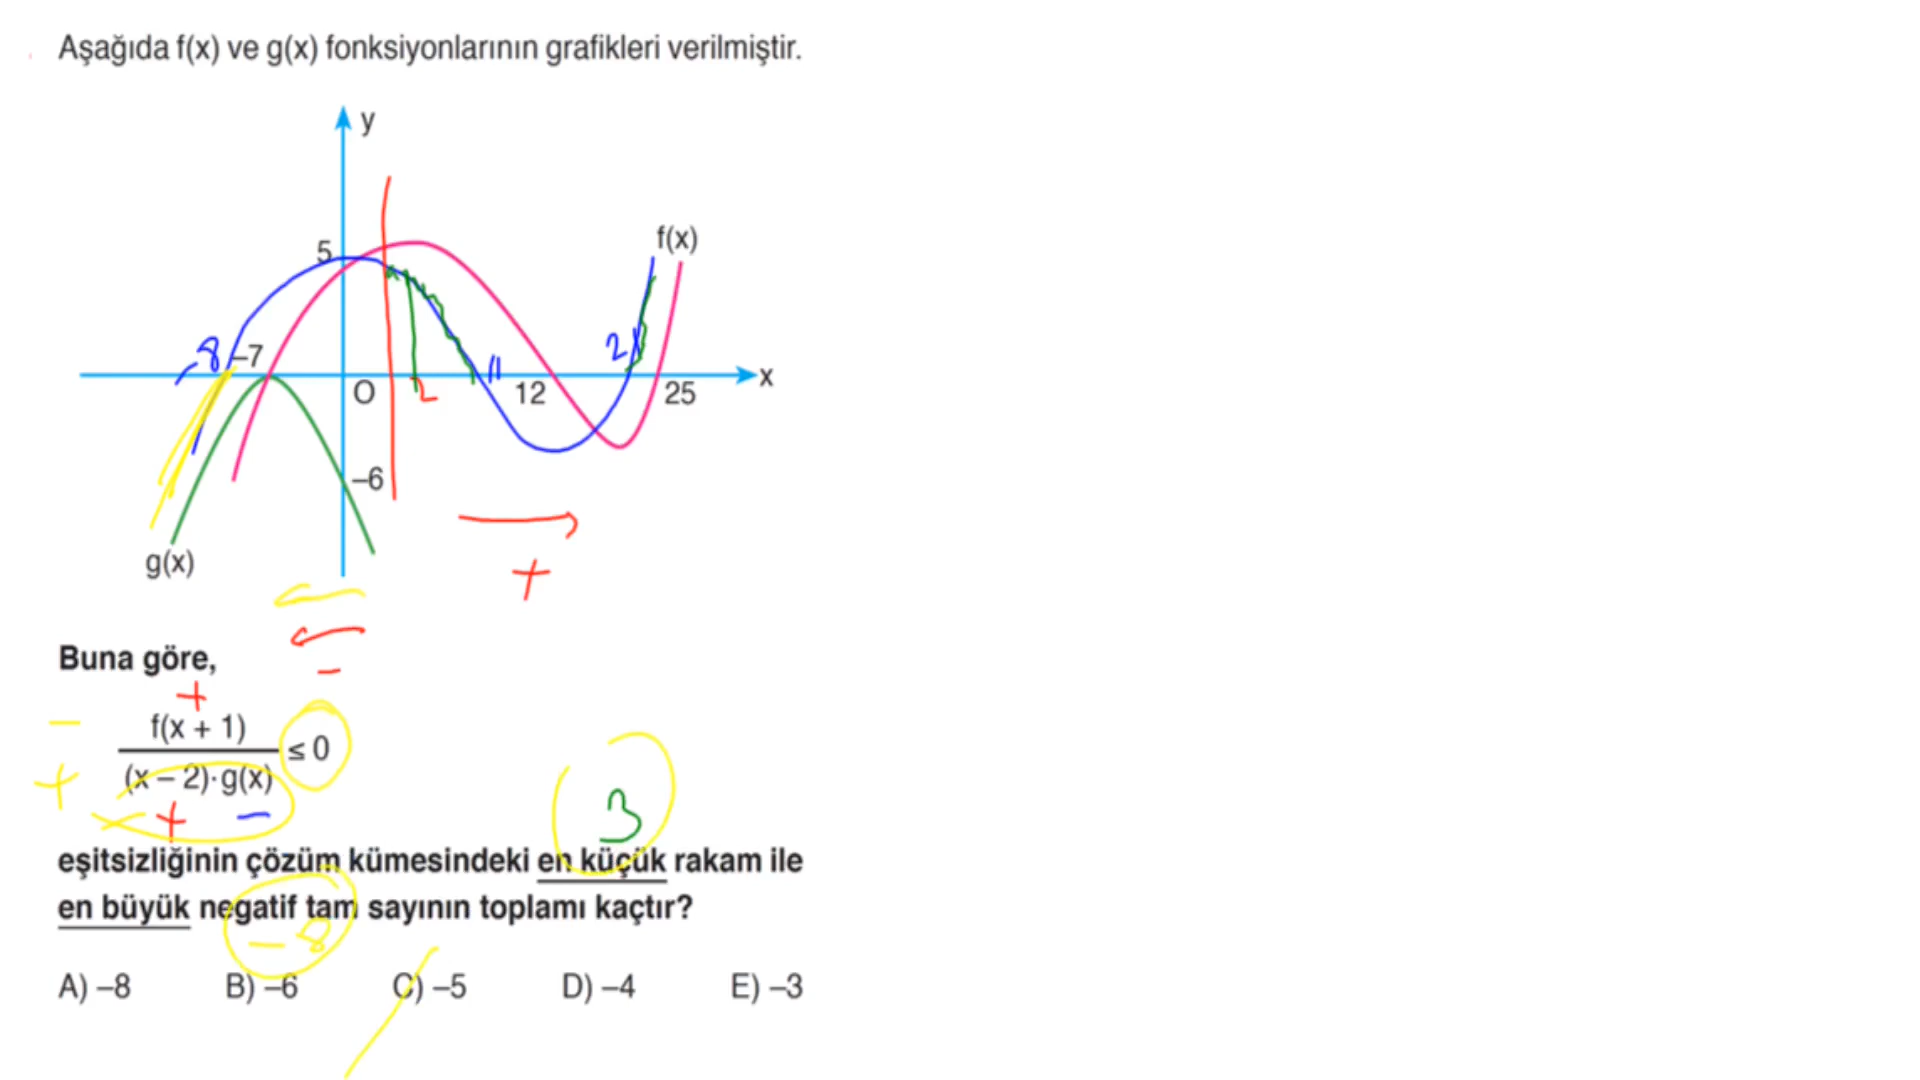 Aşağıda f(x) ve g(x) fonksiyonlarının grafikleri verilmiştir.
y
5
f(x)
-8
–7
2
11
x
O
2
12
25
–6
g(x)
+
-
Buna göre,
+
−
f(x + 1)
≤ 0
(x – 2)·g(x)
+
+ −
3
eşitsizliğinin çözüm kümesindeki en küçük rakam ile
en büyük negatif tam sayının toplamı kaçtır?
-8
A) –8 B) –6 C) –5 D) –4 E) –3